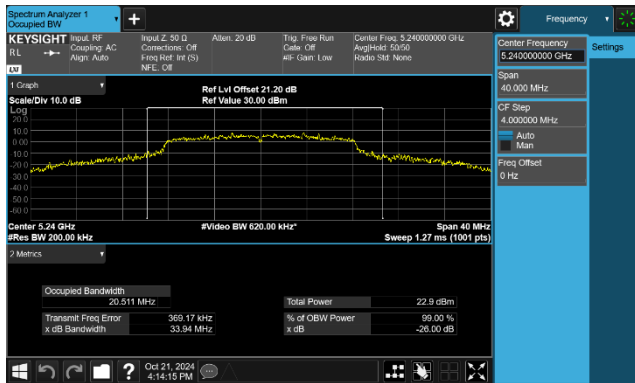 Spectrum Analyzer 1
Occupied BW
Frequency
KEYSIGHT
RL
LXI
Input: RF
Coupling: AC
Align: Auto
Input Z: 50 Ω
Corrections: Off
Freq Ref: Int (S)
NFE: Off
Atten: 20 dB
Trig: Free Run
Gate: Off
#IF Gain: Low
Center Freq: 5.240000000 GHz
Avg|Hold: 50/50
Radio Std: None
Center Frequency
5.240000000 GHz
Settings
Span
40.000 MHz
CF Step
4.000000 MHz
Auto
Man
Freq Offset
0 Hz
1 Graph
Scale/Div 10.0 dB
Ref Lvl Offset 21.20 dB
Ref Value 30.00 dBm
Log
20.0
10.0
0.00
-10.0
-20.0
-30.0
-40.0
-50.0
-60.0
Center 5.24 GHz
#Res BW 200.00 kHz
#Video BW 620.00 kHz*
Span 40 MHz
Sweep 1.27 ms (1001 pts)
2 Metrics
Occupied Bandwidth
20.511 MHz
Total Power 22.9 dBm
Transmit Freq Error 369.17 kHz
% of OBW Power 99.00 %
x dB Bandwidth 33.94 MHz
x dB -26.00 dB
Oct 21, 2024
4:14:15 PM